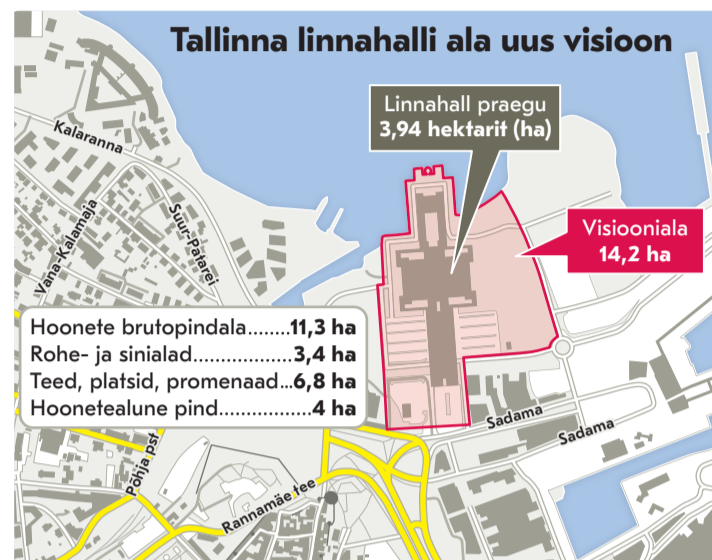 Tallinna linnahalli ala uus visioon
Linnahall praegu
3,94 hektarit (ha)
Kalaranna
Suur-Patarei
Vana-Kalamaja
Visiooniala
14,2 ha
Hoonete brutopindala........11,3 ha
Rohe- ja sinialad................3,4 ha
Teed, platsid, promenaad...6,8 ha
Hoonetealune pind.................4 ha
Sadama
Sadama
Põhja pst
Rannamäe tee